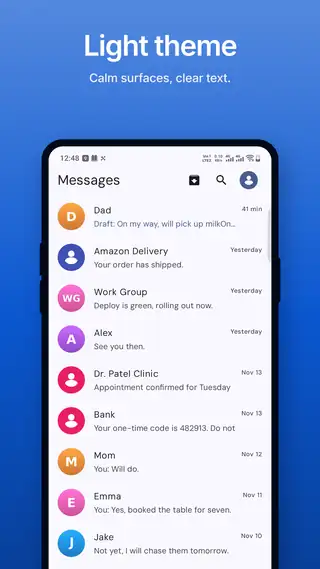 Light theme
Calm surfaces, clear text.
12:48
Messages
Dad
41 min
Draft: On my way, will pick up milkOn…
Amazon Delivery
Yesterday
Your order has shipped.
WG
Work Group
Yesterday
Deploy is green, rolling out now.
A
Alex
Yesterday
See you then.
Dr. Patel Clinic
Nov 13
Appointment confirmed for Tuesday
Bank
Nov 13
Your one-time code is 482913. Do not
M
Mom
Nov 12
You: Will do.
E
Emma
Nov 11
You: Yes, booked the table for seven.
J
Jake
Nov 10
Not yet, I will chase them tomorrow.